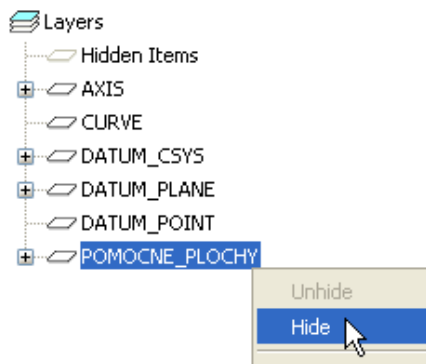 Layers
Hidden Items
AXIS
CURVE
DATUM_CSYS
DATUM_PLANE
DATUM_POINT
POMOCNE_PLOCHY
Unhide
Hide